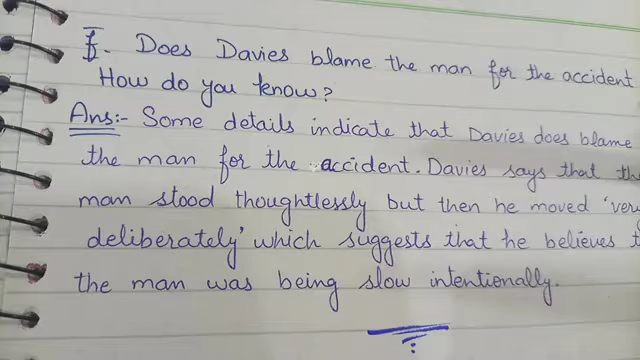 f. Does Davies blame the man for the accident
How do you know?
Ans:- Some details indicate that Davies does blame
the man for the accident. Davies says that the
man stood thoughtlessly but then he moved 'very
deliberately' which suggests that he believes
the man was being slow intentionally.